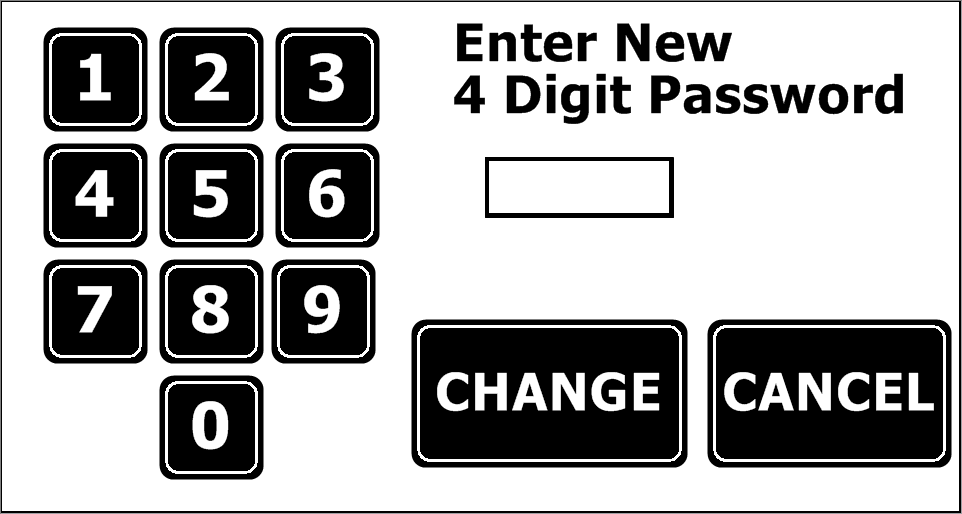 1 2 3
4 5 6
7 8 9
0
Enter New
4 Digit Password
CHANGE CANCEL